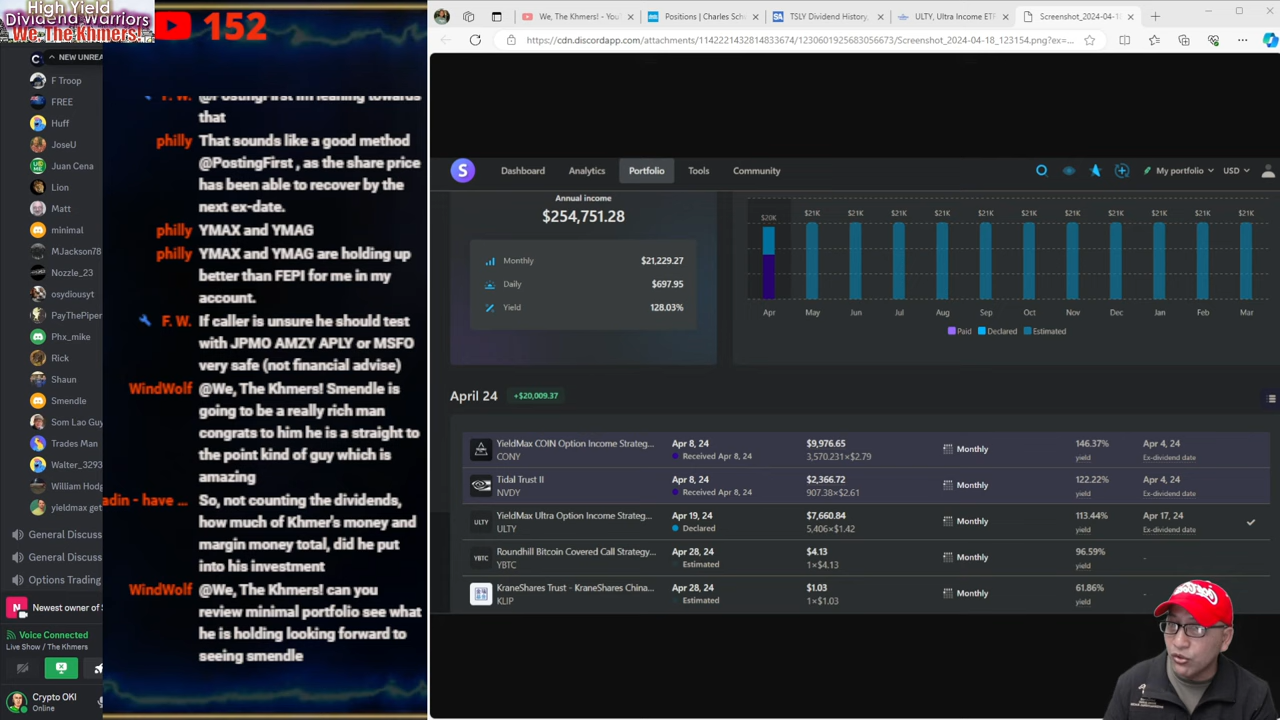 High Yield
Dividend Warriors
We, The Khmers!
152
NEW UNREA
F Troop
FREE
Huff
JoseU
Juan Cena
Lion
Matt
minimal
MJackson78
Nozzle_23
osydiousyt
PayThePiper
Phx_mike
Rick
Shaun
Smendle
Som Lao Guy
Trades Man
Walter_3293
William Hodg
yieldmax get
General Discuss
General Discuss
Options Trading
Newest owner of S
Voice Connected
Live Show / The Khmers
Crypto OKI
Online
F. W. @PostingFirst im leaning towards
that
philly That sounds like a good method
@PostingFirst , as the share price
has been able to recover by the
next ex-date.
philly YMAX and YMAG
philly YMAX and YMAG are holding up
better than FEPI for me in my
account.
F. W. If caller is unsure he should test
with JPMO AMZY APLY or MSFO
very safe (not financial advise)
WindWolf @We, The Khmers! Smendle is
going to be a really rich man
congrats to him he is a straight to
the point kind of guy which is
amazing
adin - have ... So, not counting the dividends,
how much of Khmer's money and
margin money total, did he put
into his investment
WindWolf @We, The Khmers! can you
review minimal portfolio see what
he is holding looking forward to
seeing smendle
We, The Khmers! - You
Positions | Charles Sch
TSLY Dividend History,
ULTY, Ultra Income ETF
Screenshot_2024-04-18
https://cdn.discordapp.com/attachments/1142221432814833674/1230601925683056673/Screenshot_2024-04-18_123154.png?ex=...
S
Dashboard
Analytics
Portfolio
Tools
Community
My portfolio
USD
Annual income
$254,751.28
Monthly $21,229.27
Daily $697.95
Yield 128.03%
$20K $21K $21K $21K $21K $21K $21K $21K $21K $21K $21K $21K
Apr May Jun Jul Aug Sep Oct Nov Dec Jan Feb Mar
Paid Declared Estimated
April 24 +$20,009.37
YieldMax COIN Option Income Strateg... Apr 8, 24 $9,976.65 Monthly 146.37% Apr 4, 24
CONY Received Apr 8, 24 3,570.231×$2.79 yield Ex-dividend date
Tidal Trust II Apr 8, 24 $2,366.72 Monthly 122.22% Apr 4, 24
NVDY Received Apr 8, 24 907.38×$2.61 yield Ex-dividend date
YieldMax Ultra Option Income Strateg... Apr 19, 24 $7,660.84 Monthly 113.44% Apr 17, 24
ULTY ULTY Declared 5,406×$1.42 yield Ex-dividend date
Roundhill Bitcoin Covered Call Strategy... Apr 28, 24 $4.13 Monthly 96.59% -
YBTC YBTC Estimated 1×$4.13 yield
KraneShares Trust - KraneShares China... Apr 28, 24 $1.03 Monthly 61.86% -
KLIP Estimated 1×$1.03 yield